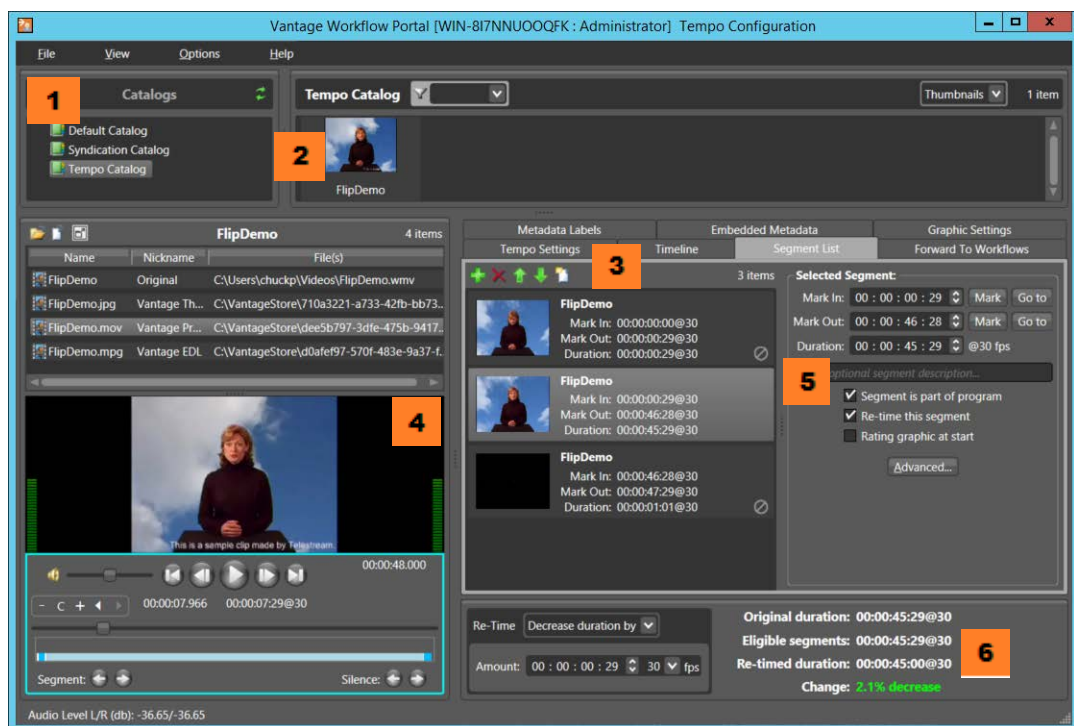 Vantage Workflow Portal [WIN-8I7NNUOOQFK : Administrator] Tempo Configuration
File View Options Help
1
Catalogs
Default Catalog
Syndication Catalog
Tempo Catalog
Tempo Catalog
Thumbnails
1 item
2
FlipDemo
FlipDemo
4 items
Name Nickname File(s)
FlipDemo Original C:\Users\chuckp\Videos\FlipDemo.wmv
FlipDemo.jpg Vantage Th... C:\VantageStore\710a3221-a733-42fb-bb73...
FlipDemo.mov Vantage Pr... C:\VantageStore\dee5b797-3dfe-475b-9417...
FlipDemo.mpg Vantage EDL C:\VantageStore\d0afef97-570f-483e-9a37-f...
4
This is a sample clip made by Telestream.
00:00:48.000
- C +
00:00:07.966 00:00:07:29@30
Segment:
Silence:
Metadata Labels Embedded Metadata Graphic Settings
Tempo Settings Timeline Segment List Forward To Workflows
3
3 items
FlipDemo
Mark In: 00:00:00:00@30
Mark Out: 00:00:00:29@30
Duration: 00:00:00:29@30
FlipDemo
Mark In: 00:00:00:29@30
Mark Out: 00:00:46:28@30
Duration: 00:00:45:29@30
FlipDemo
Mark In: 00:00:46:28@30
Mark Out: 00:00:47:29@30
Duration: 00:00:01:01@30
Selected Segment:
Mark In: 00 : 00 : 00 : 29 Mark Go to
Mark Out: 00 : 00 : 46 : 28 Mark Go to
Duration: 00 : 00 : 45 : 29 @30 fps
5
optional segment description...
Segment is part of program
Re-time this segment
Rating graphic at start
Advanced...
Re-Time Decrease duration by
Amount: 00 : 00 : 00 : 29 30 fps
Original duration: 00:00:45:29@30
Eligible segments: 00:00:45:29@30
Re-timed duration: 00:00:45:00@30
Change: 2.1% decrease
6
Audio Level L/R (db): -36.65/-36.65